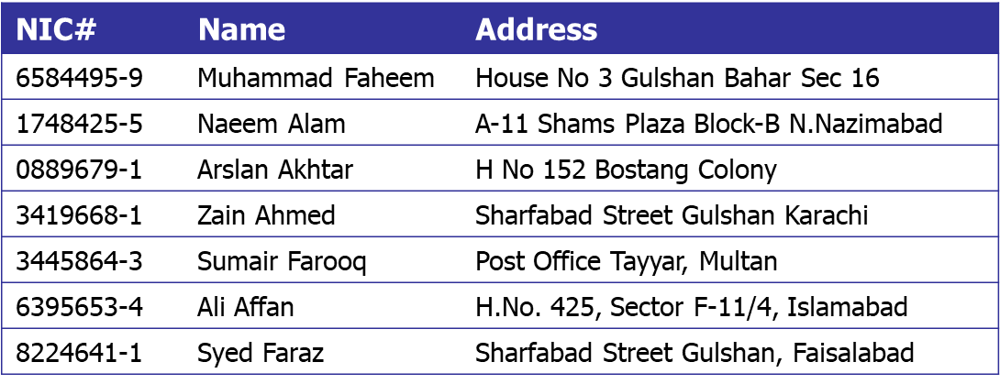 NIC# Name Address
6584495-9 Muhammad Faheem House No 3 Gulshan Bahar Sec 16
1748425-5 Naeem Alam A-11 Shams Plaza Block-B N.Nazimabad
0889679-1 Arslan Akhtar H No 152 Bostang Colony
3419668-1 Zain Ahmed Sharfabad Street Gulshan Karachi
3445864-3 Sumair Farooq Post Office Tayyar, Multan
6395653-4 Ali Affan H.No. 425, Sector F-11/4, Islamabad
8224641-1 Syed Faraz Sharfabad Street Gulshan, Faisalabad